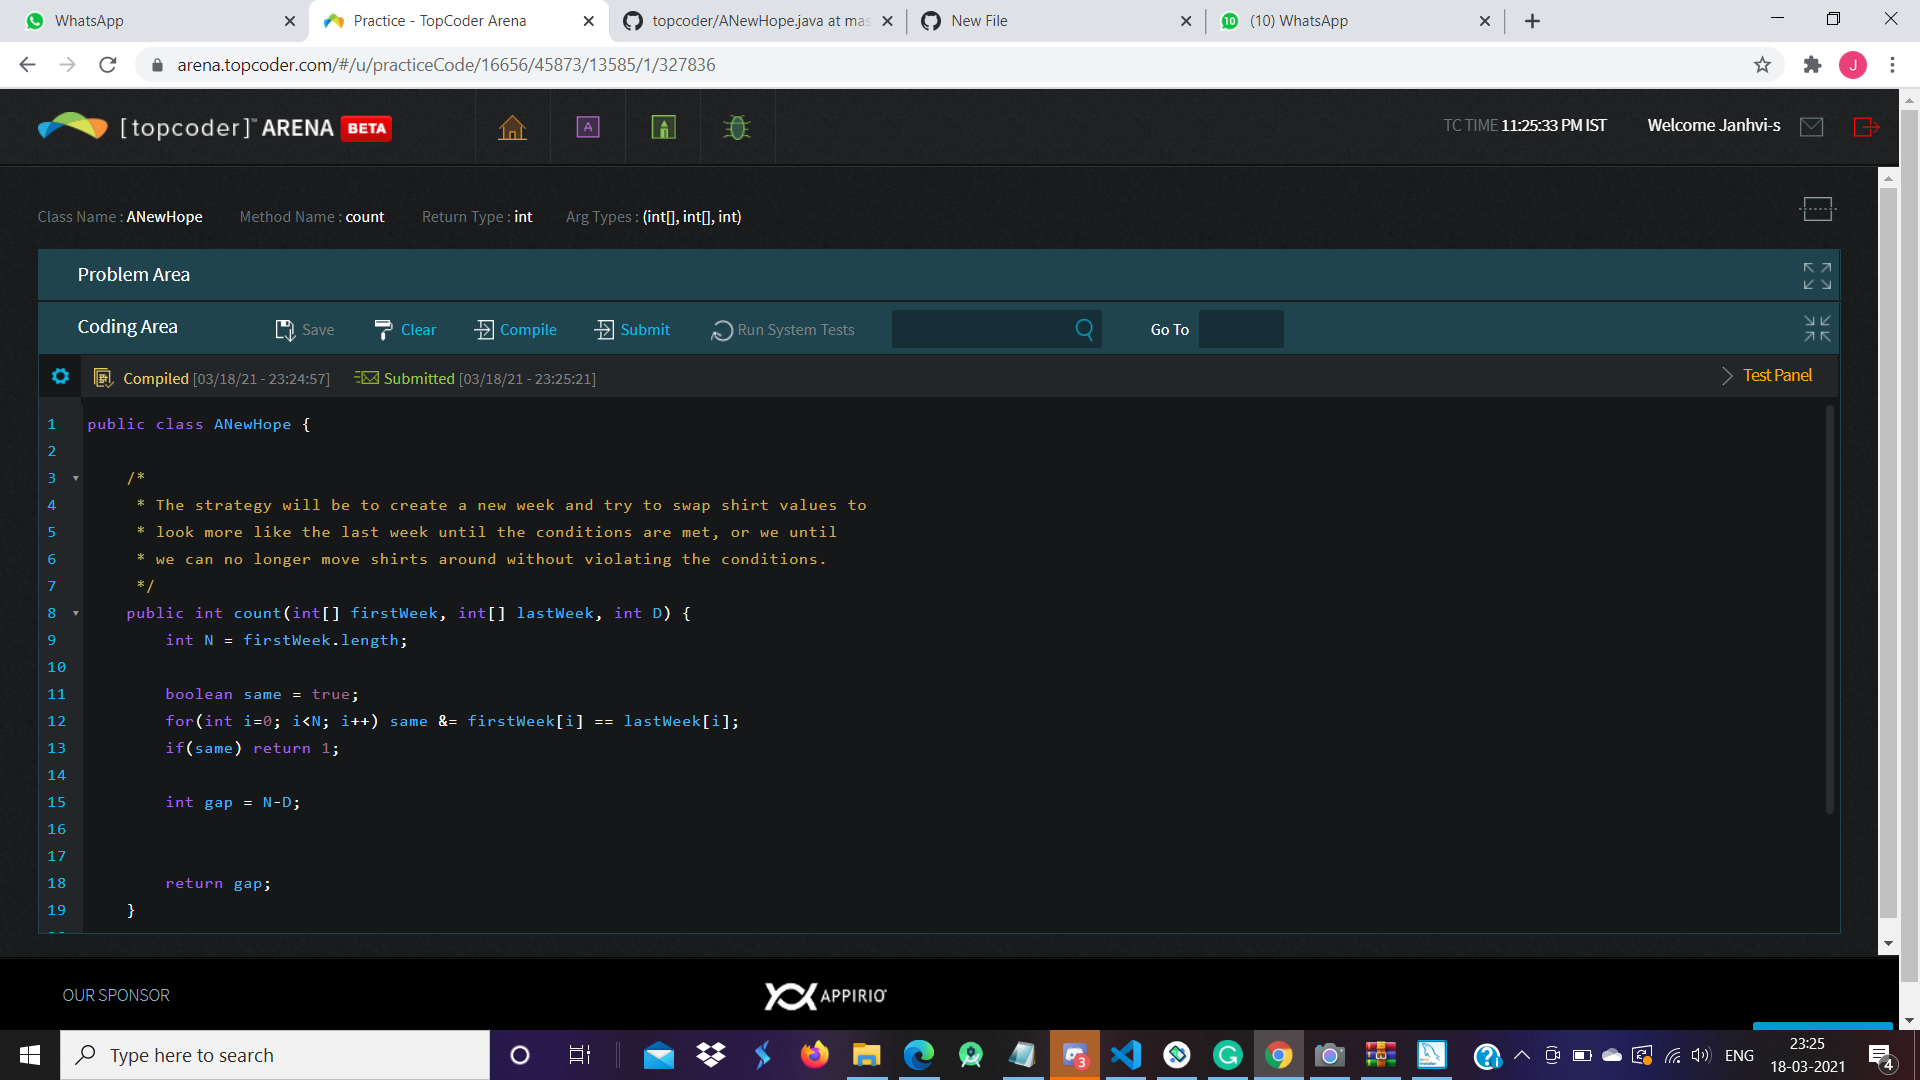 WhatsApp
Practice - TopCoder Arena
topcoder/ANewHope.java at mas
New File
10 (10) WhatsApp
arena.topcoder.com/#/u/practiceCode/16656/45873/13585/1/327836
J
[topcoder]™ ARENA BETA
A
TC TIME 11:25:33 PM IST
Welcome Janhvi-s
Class Name : ANewHope Method Name : count Return Type : int Arg Types : (int[], int[], int)
Problem Area
Coding Area Save Clear Compile Submit Run System Tests Go To
Compiled [03/18/21 - 23:24:57] Submitted [03/18/21 - 23:25:21] Test Panel
1 public class ANewHope {
2
3 /*
4 * The strategy will be to create a new week and try to swap shirt values to
5 * look more like the last week until the conditions are met, or we until
6 * we can no longer move shirts around without violating the conditions.
7 */
8 public int count(int[] firstWeek, int[] lastWeek, int D) {
9 int N = firstWeek.length;
10
11 boolean same = true;
12 for(int i=0; i<N; i++) same &= firstWeek[i] == lastWeek[i];
13 if(same) return 1;
14
15 int gap = N-D;
16
17
18 return gap;
19 }
OUR SPONSOR
APPIRIO
Type here to search
3
ENG
23:25
18-03-2021
4